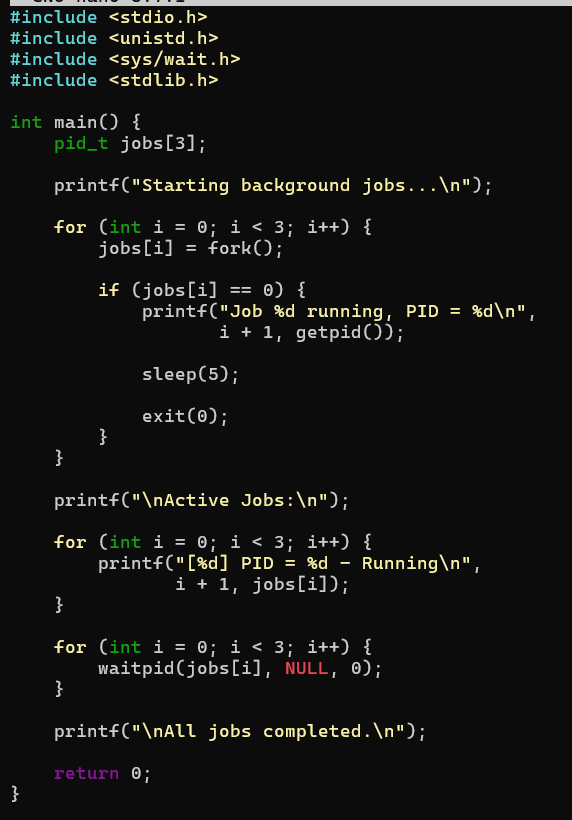 #include <stdio.h>
#include <unistd.h>
#include <sys/wait.h>
#include <stdlib.h>

int main() {
    pid_t jobs[3];

    printf("Starting background jobs...\n");

    for (int i = 0; i < 3; i++) {
        jobs[i] = fork();

        if (jobs[i] == 0) {
            printf("Job %d running, PID = %d\n",
                   i + 1, getpid());

            sleep(5);

            exit(0);
        }
    }

    printf("\nActive Jobs:\n");

    for (int i = 0; i < 3; i++) {
        printf("[%d] PID = %d - Running\n",
               i + 1, jobs[i]);
    }

    for (int i = 0; i < 3; i++) {
        waitpid(jobs[i], NULL, 0);
    }

    printf("\nAll jobs completed.\n");

    return 0;
}